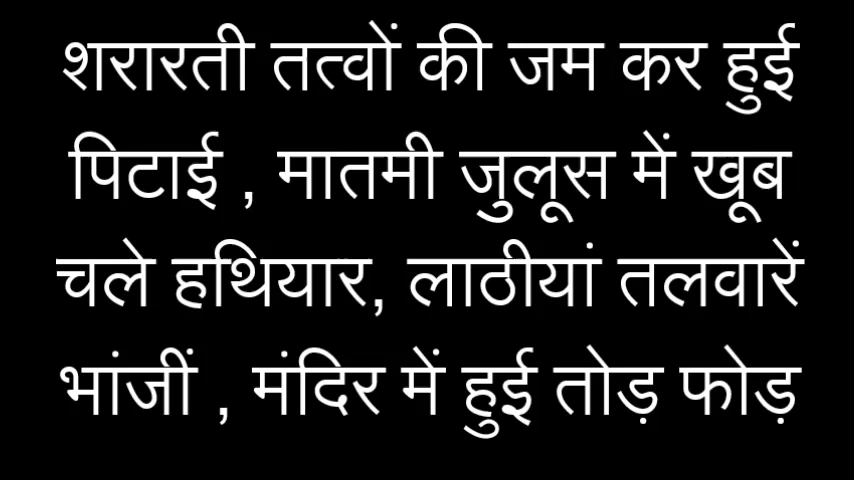 शरारती तत्वों की जम कर हुई
पिटाई , मातमी जुलूस में खूब
चले हथियार, लाठीयां तलवारें
भांजीं , मंदिर में हुई तोड़ फोड़